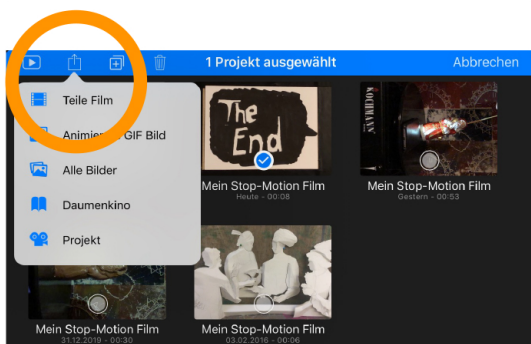 1 Projekt ausgewählt
Abbrechen
Teile Film
GIF Bild
Alle Bilder
Daumenkino
Projekt
The
End
KOCHMANN
Mein Stop-Motion Film
Heute - 00:08
Mein Stop-Motion Film
Gestern - 00:53
Mein Stop-Motion Film
31.12.2019 - 00:30
Mein Stop-Motion Film
03.02.2016 - 00:06